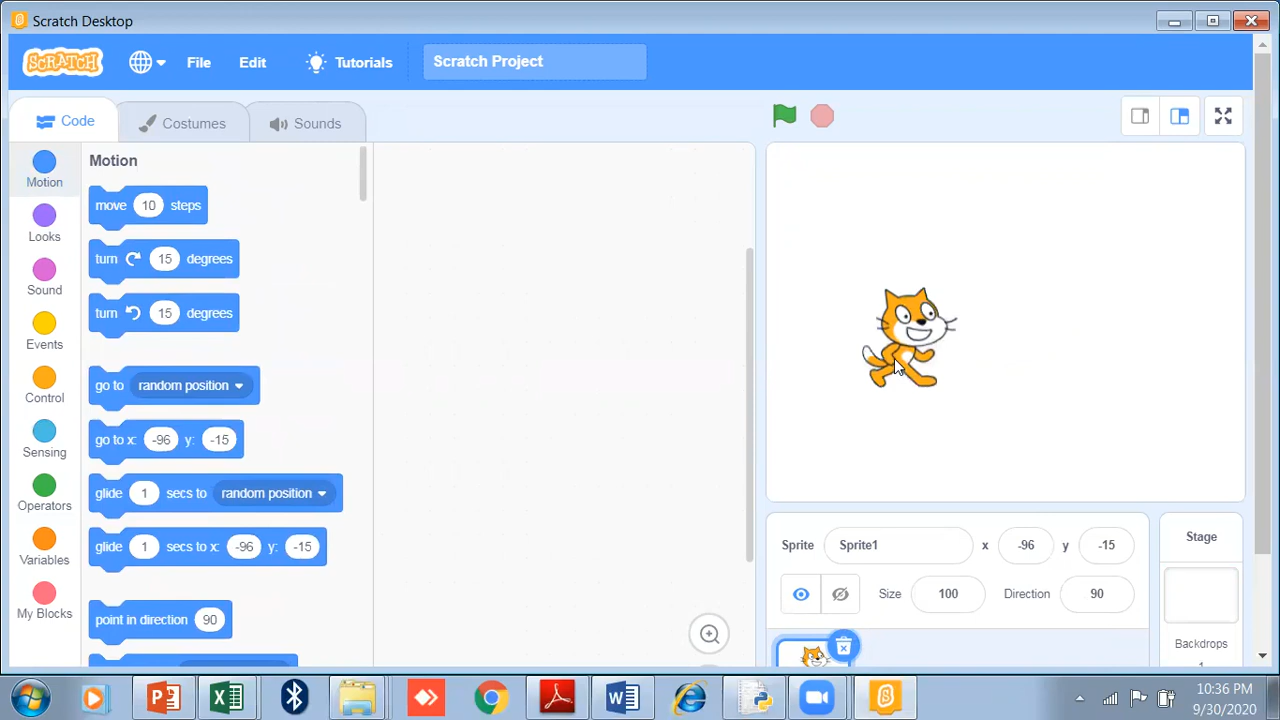 Scratch Desktop
SCRATCH File Edit Tutorials Scratch Project
Code Costumes Sounds
Motion
Looks
Sound
Events
Control
Sensing
Operators
Variables
My Blocks
Motion
move 10 steps
turn 15 degrees
turn 15 degrees
go to random position
go to x: -96 y: -15
glide 1 secs to random position
glide 1 secs to x: -96 y: -15
point in direction 90
Sprite Sprite1 x -96 y -15
Size 100 Direction 90
Stage
Backdrops
1
10:36 PM
9/30/2020